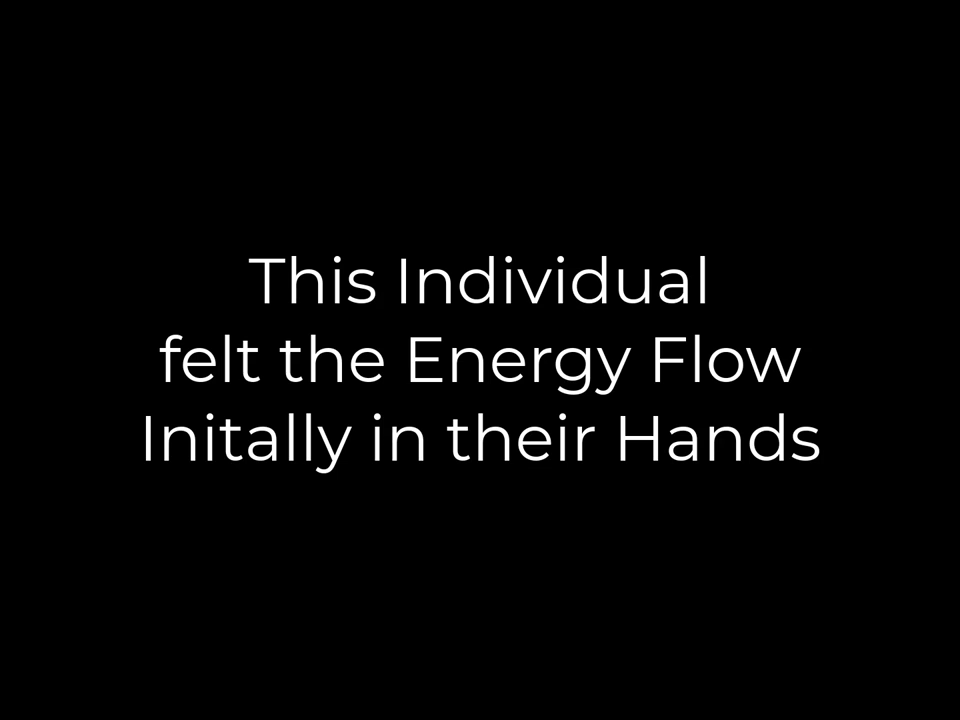 This Individual
felt the Energy Flow
Initally in their Hands